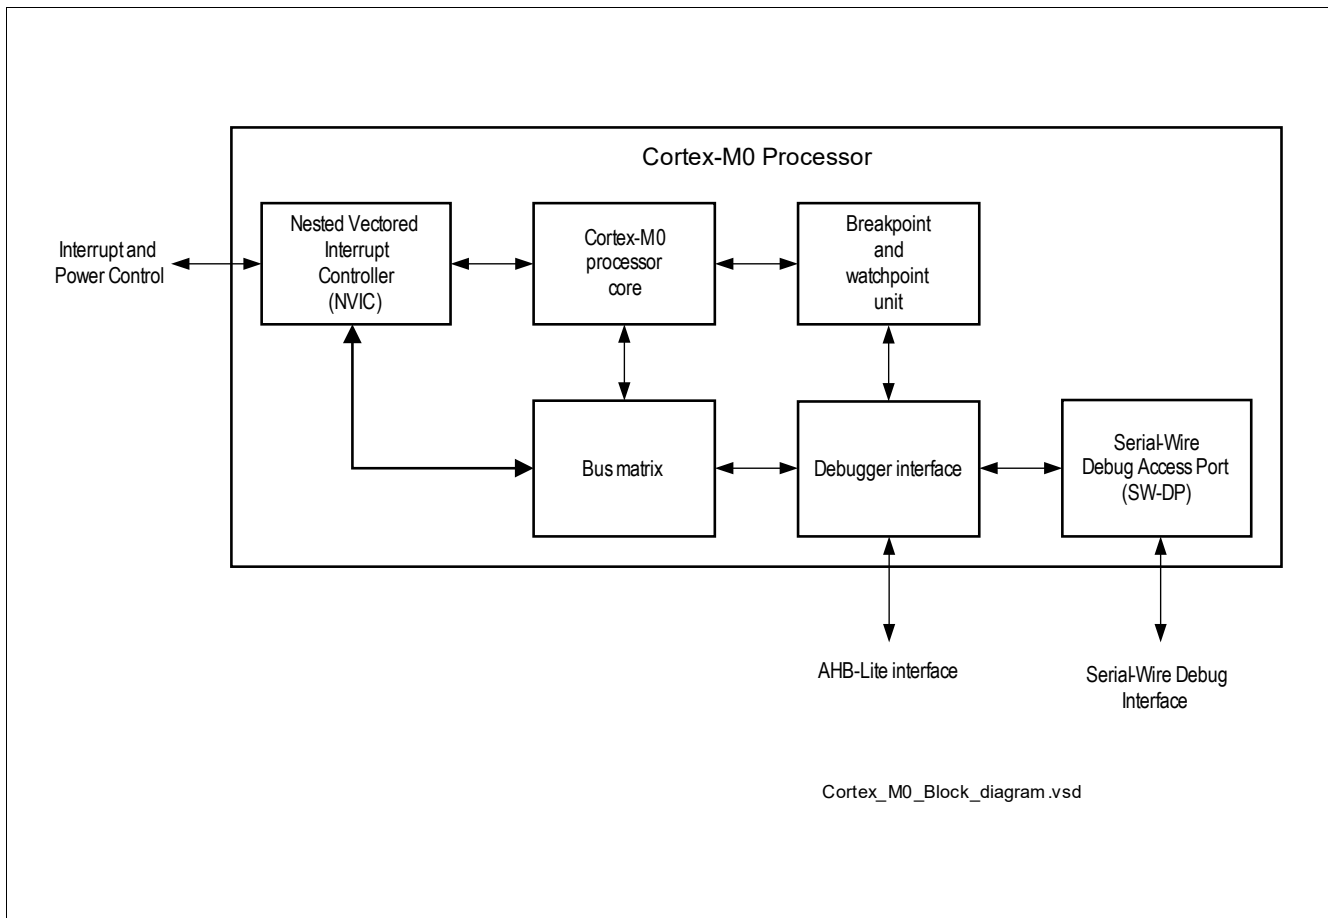 Cortex-M0 Processor
Interrupt and
Power Control
Nested Vectored
Interrupt
Controller
(NVIC)
Cortex-M0
processor
core
Breakpoint
and
watchpoint
unit
Bus matrix
Debugger interface
Serial-Wire
Debug Access Port
(SW-DP)
AHB-Lite interface
Serial-Wire Debug
Interface
Cortex_M0_Block_diagram.vsd